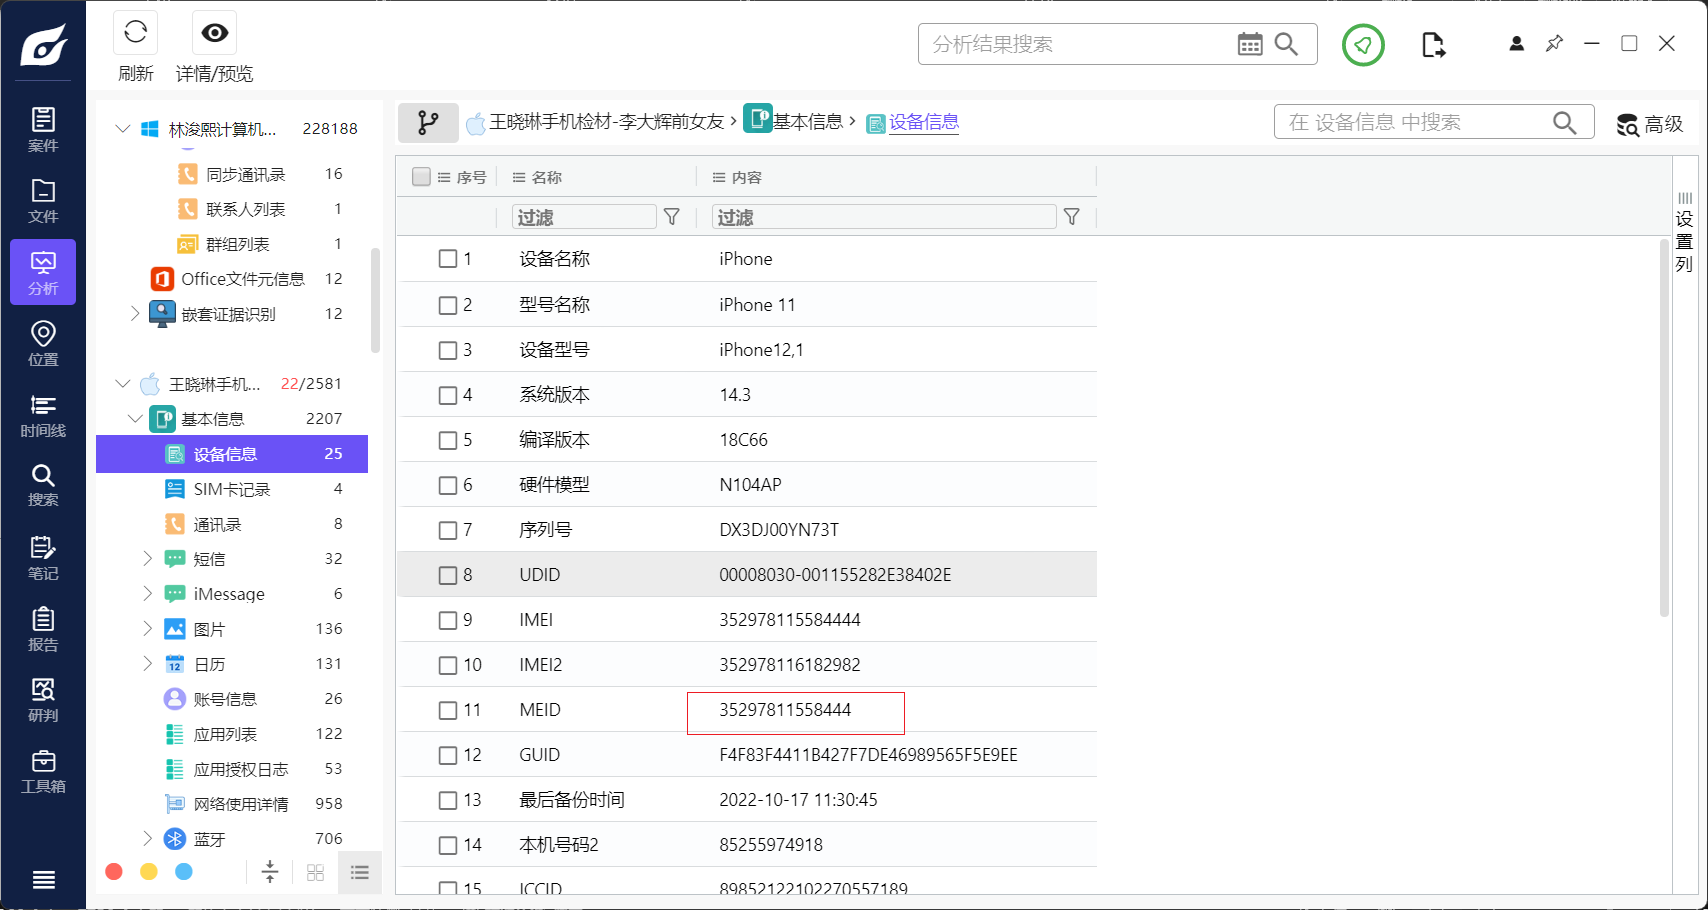 刷新
详情/预览
分析结果搜索
案件
文件
分析
位置
时间线
搜索
笔记
报告
研判
工具箱
林浚熙计算机... 228188
同步通讯录 16
联系人列表 1
群组列表 1
Office文件元信息 12
嵌套证据识别 12
王晓琳手机... 22/2581
基本信息 2207
设备信息 25
SIM卡记录 4
通讯录 8
短信 32
iMessage 6
图片 136
12 日历 131
账号信息 26
应用列表 122
应用授权日志 53
网络使用详情 958
蓝牙 706
王晓琳手机检材-李大辉前女友 › 基本信息 › 设备信息
在 设备信息 中搜索
高级
序号 名称 内容
过滤 过滤
1 设备名称 iPhone
2 型号名称 iPhone 11
3 设备型号 iPhone12,1
4 系统版本 14.3
5 编译版本 18C66
6 硬件模型 N104AP
7 序列号 DX3DJ00YN73T
8 UDID 00008030-001155282E38402E
9 IMEI 352978115584444
10 IMEI2 352978116182982
11 MEID 35297811558444
12 GUID F4F83F4411B427F7DE46989565F5E9EE
13 最后备份时间 2022-10-17 11:30:45
14 本机号码2 85255974918
15 ICCID 89852122102270557189
设置列